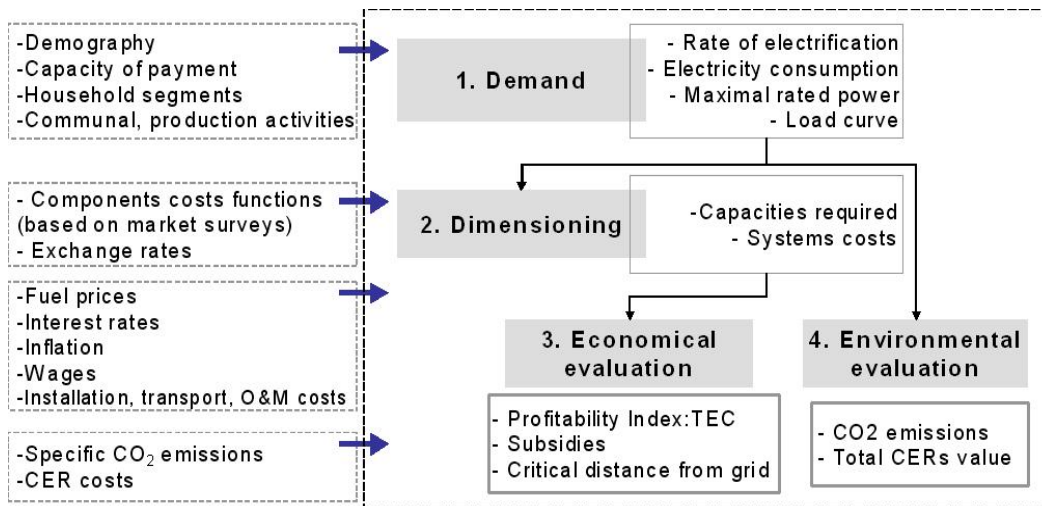 -Demography
-Capacity of payment
-Household segments
-Communal, production activities
1. Demand
- Rate of electrification
- Electricity consumption
- Maximal rated power
- Load curve
- Components costs functions
(based on market surveys)
- Exchange rates
2. Dimensioning
-Capacities required
- Systems costs
-Fuel prices
-Interest rates
-Inflation
-Wages
-Installation, transport, O&M costs
3. Economical
evaluation
4. Environmental
evaluation
- Profitability Index:TEC
- Subsidies
- Critical distance from grid
- CO2 emissions
- Total CERs value
-Specific CO₂ emissions
-CER costs